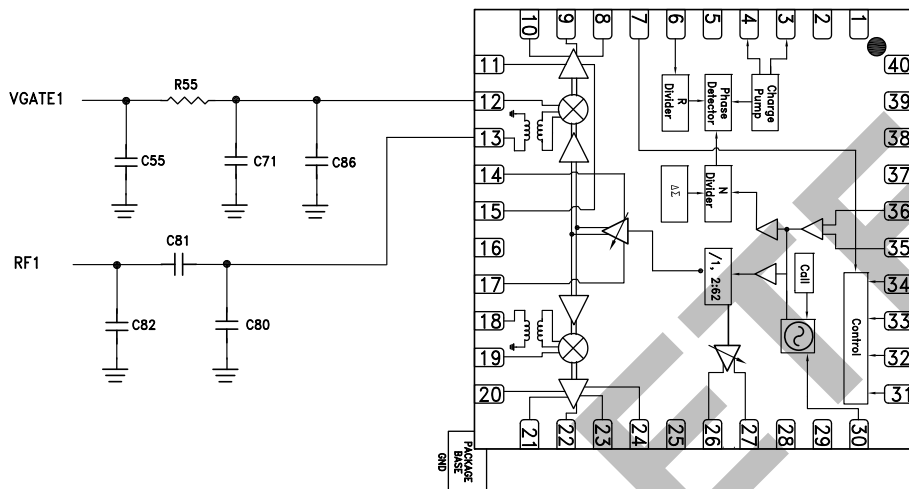 10 9 8 7 6 5 4 3 2 1
11
12
13
14
15
16
17
18
19
20
21 22 23 24 25 26 27 28 29 30
40
39
38
37
36
35
34
33
32
31
VGATE1
R55
C55
C71
C86
RF1
C81
C82
C80
R
Divider
Phase
Detector
Charge
Pump
ΔΣ
N
Divider
/1, 2:62
Call
Control
PACKAGE
BASE
GND